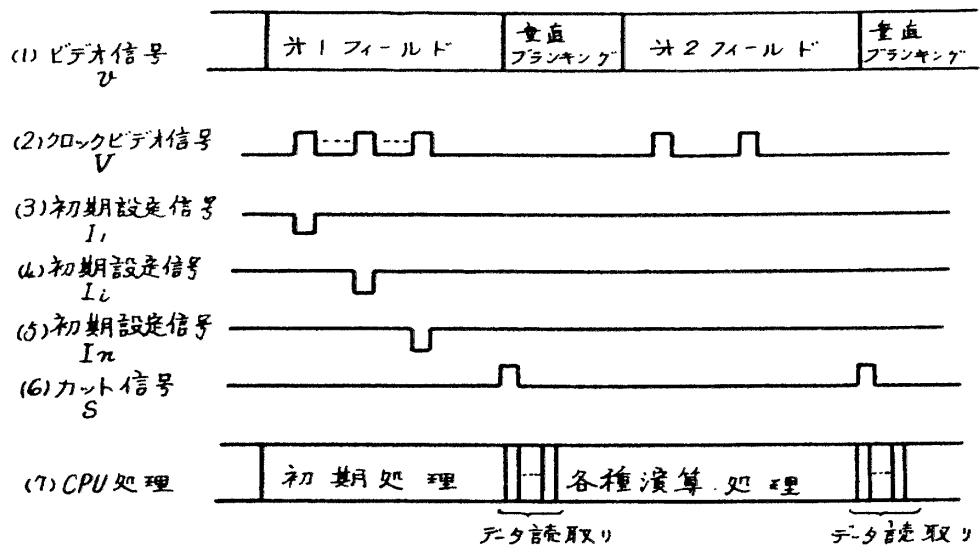 (1) ビデオ信号
v
第1フィールド
垂直
ブランキング
第2フィールド
垂直
ブランキング
(2) クロックビデオ信号
V
(3) 初期設定信号
I1
(4) 初期設定信号
Ii
(5) 初期設定信号
In
(6) カット信号
S
(7) CPU処理
初期処理
各種演算処理
データ読取り
データ読取り